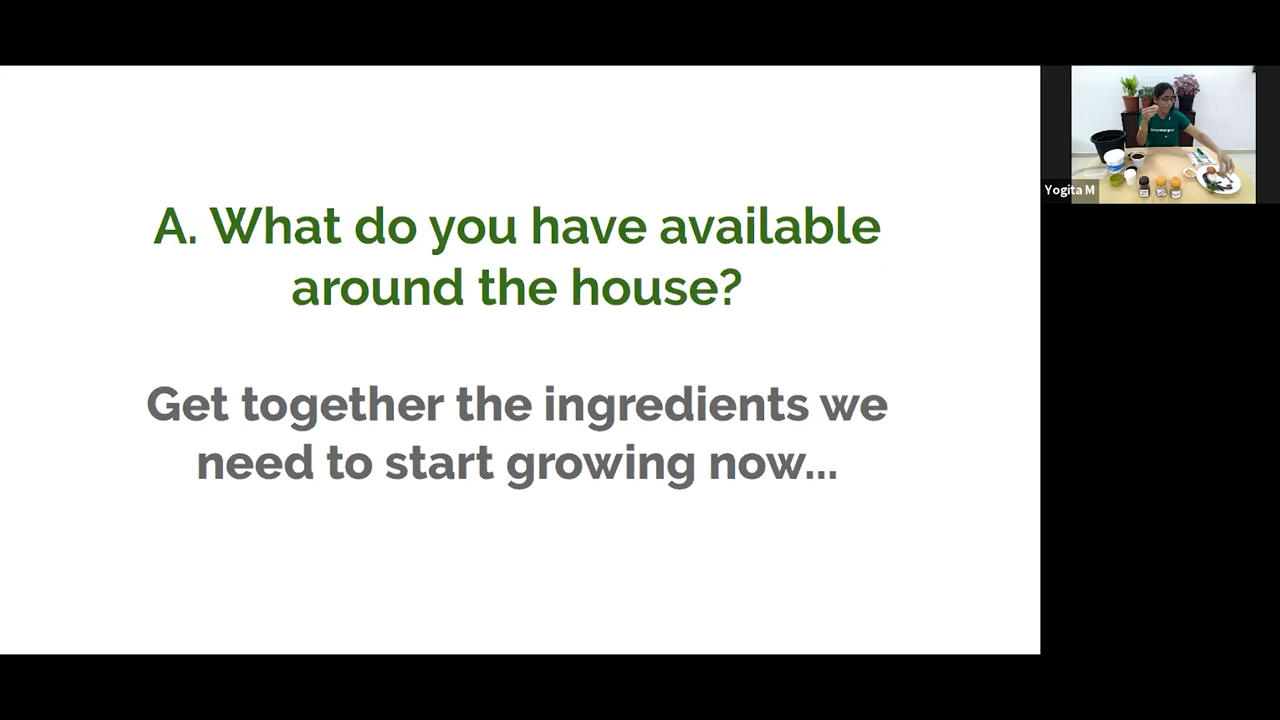 A. What do you have available
around the house?
Get together the ingredients we
need to start growing now...
Yogita M